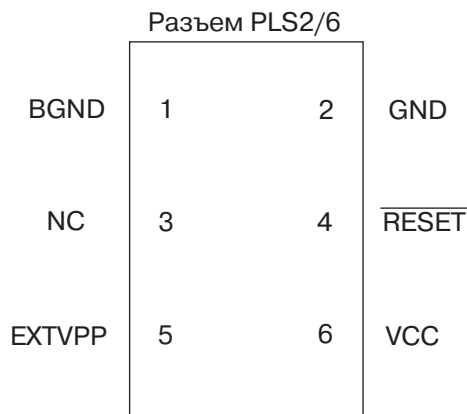 Разъем PLS2/6
BGND 1 2 GND
NC 3 4 RESET
EXTVPP 5 6 VCC